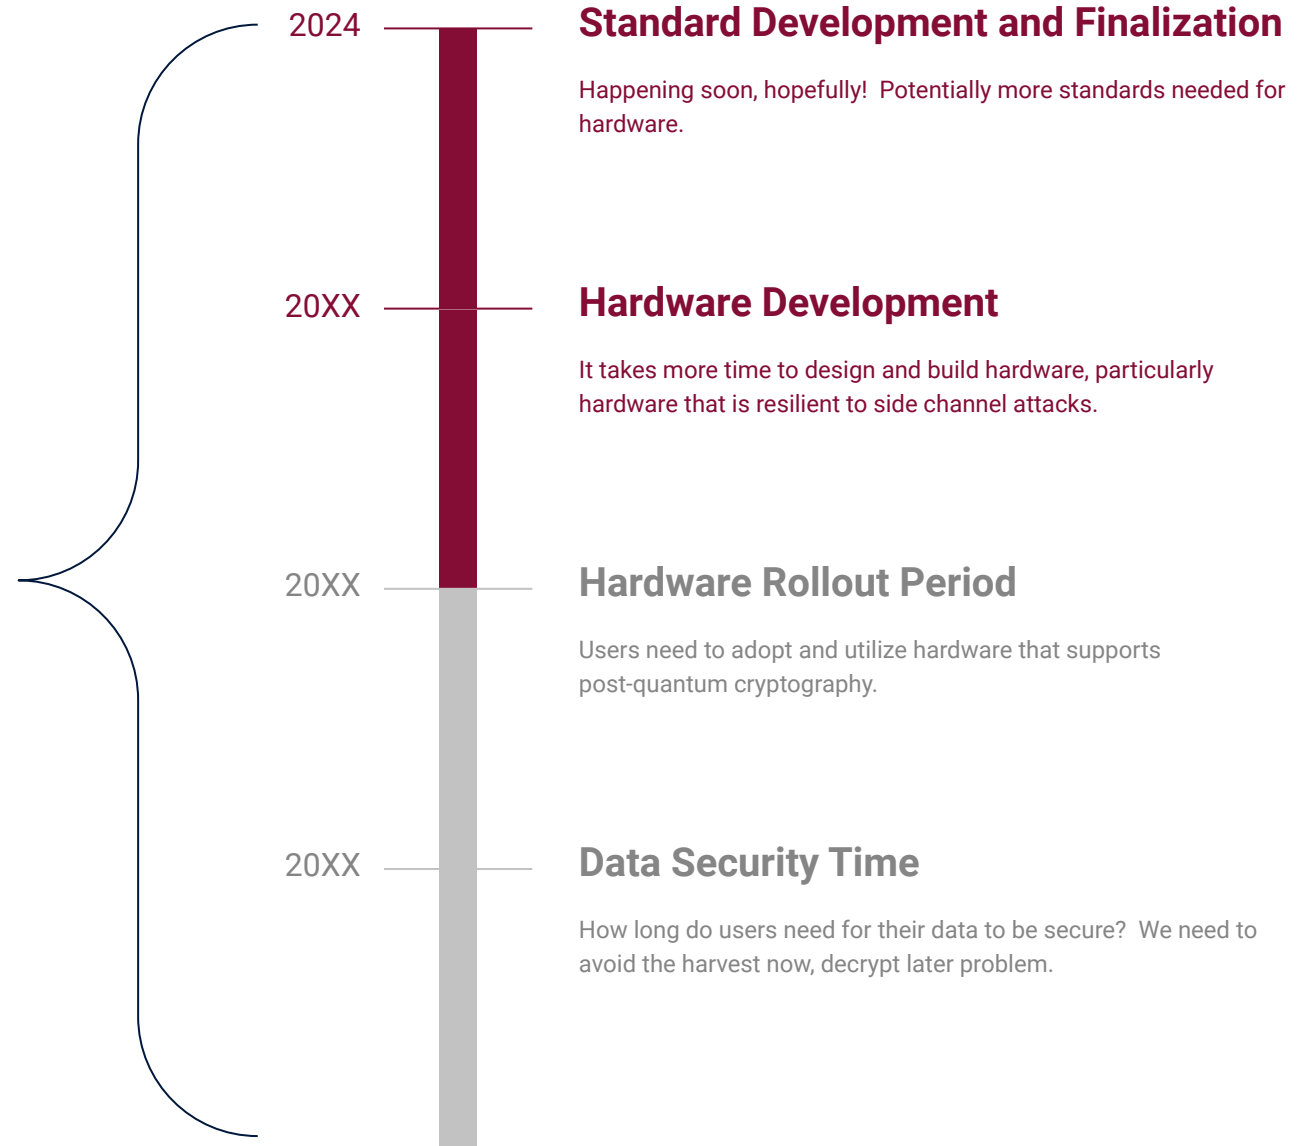 2024
Standard Development and Finalization
Happening soon, hopefully!  Potentially more standards needed for
hardware.
20XX
Hardware Development
It takes more time to design and build hardware, particularly
hardware that is resilient to side channel attacks.
20XX
Hardware Rollout Period
Users need to adopt and utilize hardware that supports
post-quantum cryptography.
20XX
Data Security Time
How long do users need for their data to be secure?  We need to
avoid the harvest now, decrypt later problem.